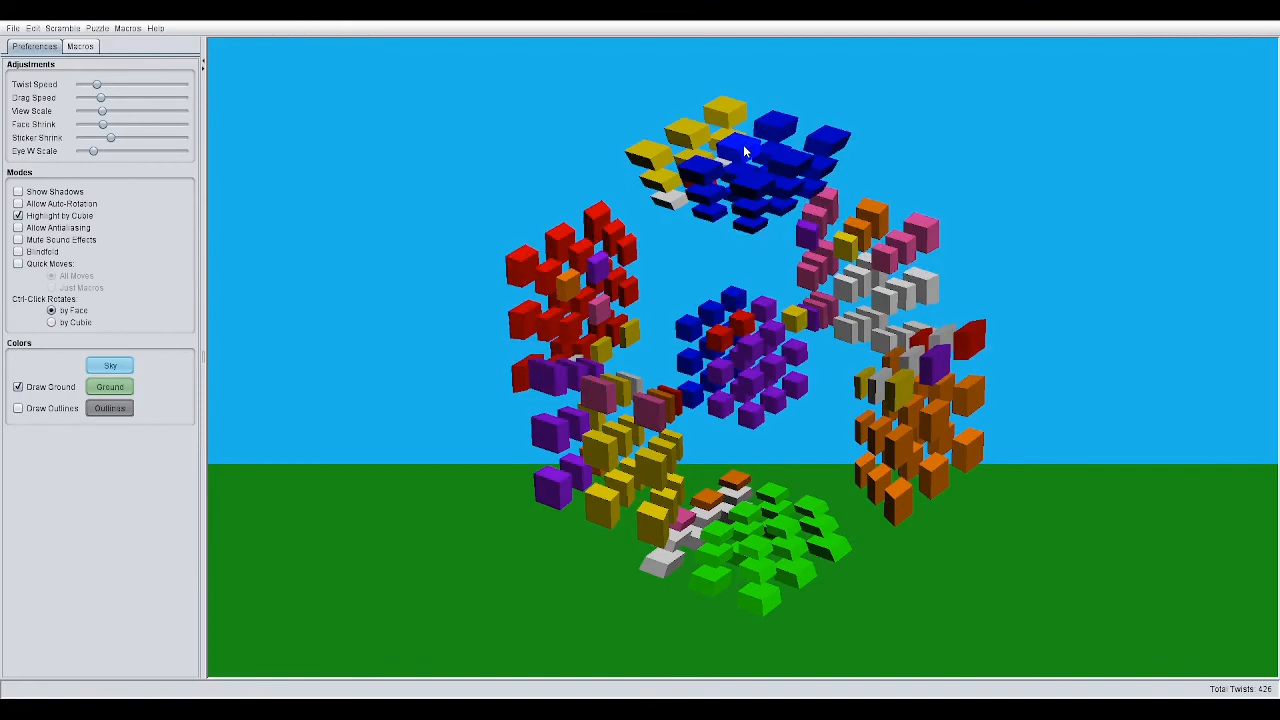 File Edit Scramble Puzzle Macros Help
Preferences Macros
Adjustments
Twist Speed
Drag Speed
View Scale
Face Shrink
Sticker Shrink
Eye W Scale
Modes
Show Shadows
Allow Auto-Rotation
Highlight by Cubie
Allow Antialiasing
Mute Sound Effects
Blindfold
Quick Moves:
All Moves
Just Macros
Ctrl-Click Rotates:
by Face
by Cubie
Colors
Sky
Draw Ground Ground
Draw Outlines Outlines
Total Twists: 426